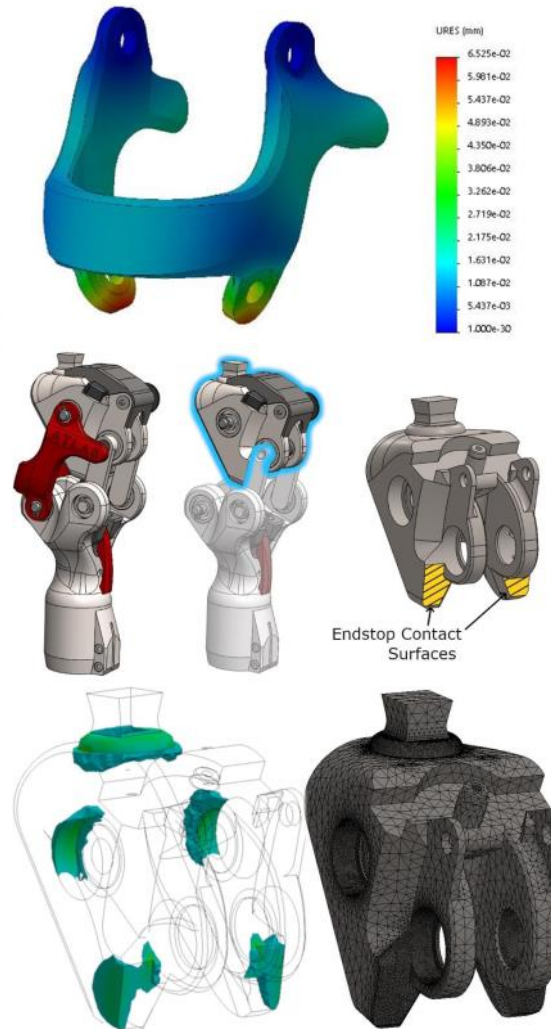 URES (mm)
6.525e-02
5.981e-02
5.437e-02
4.893e-02
4.350e-02
3.806e-02
3.262e-02
2.719e-02
2.175e-02
1.631e-02
1.087e-02
5.437e-03
1.000e-30
ATLAS
Endstop Contact
Surfaces